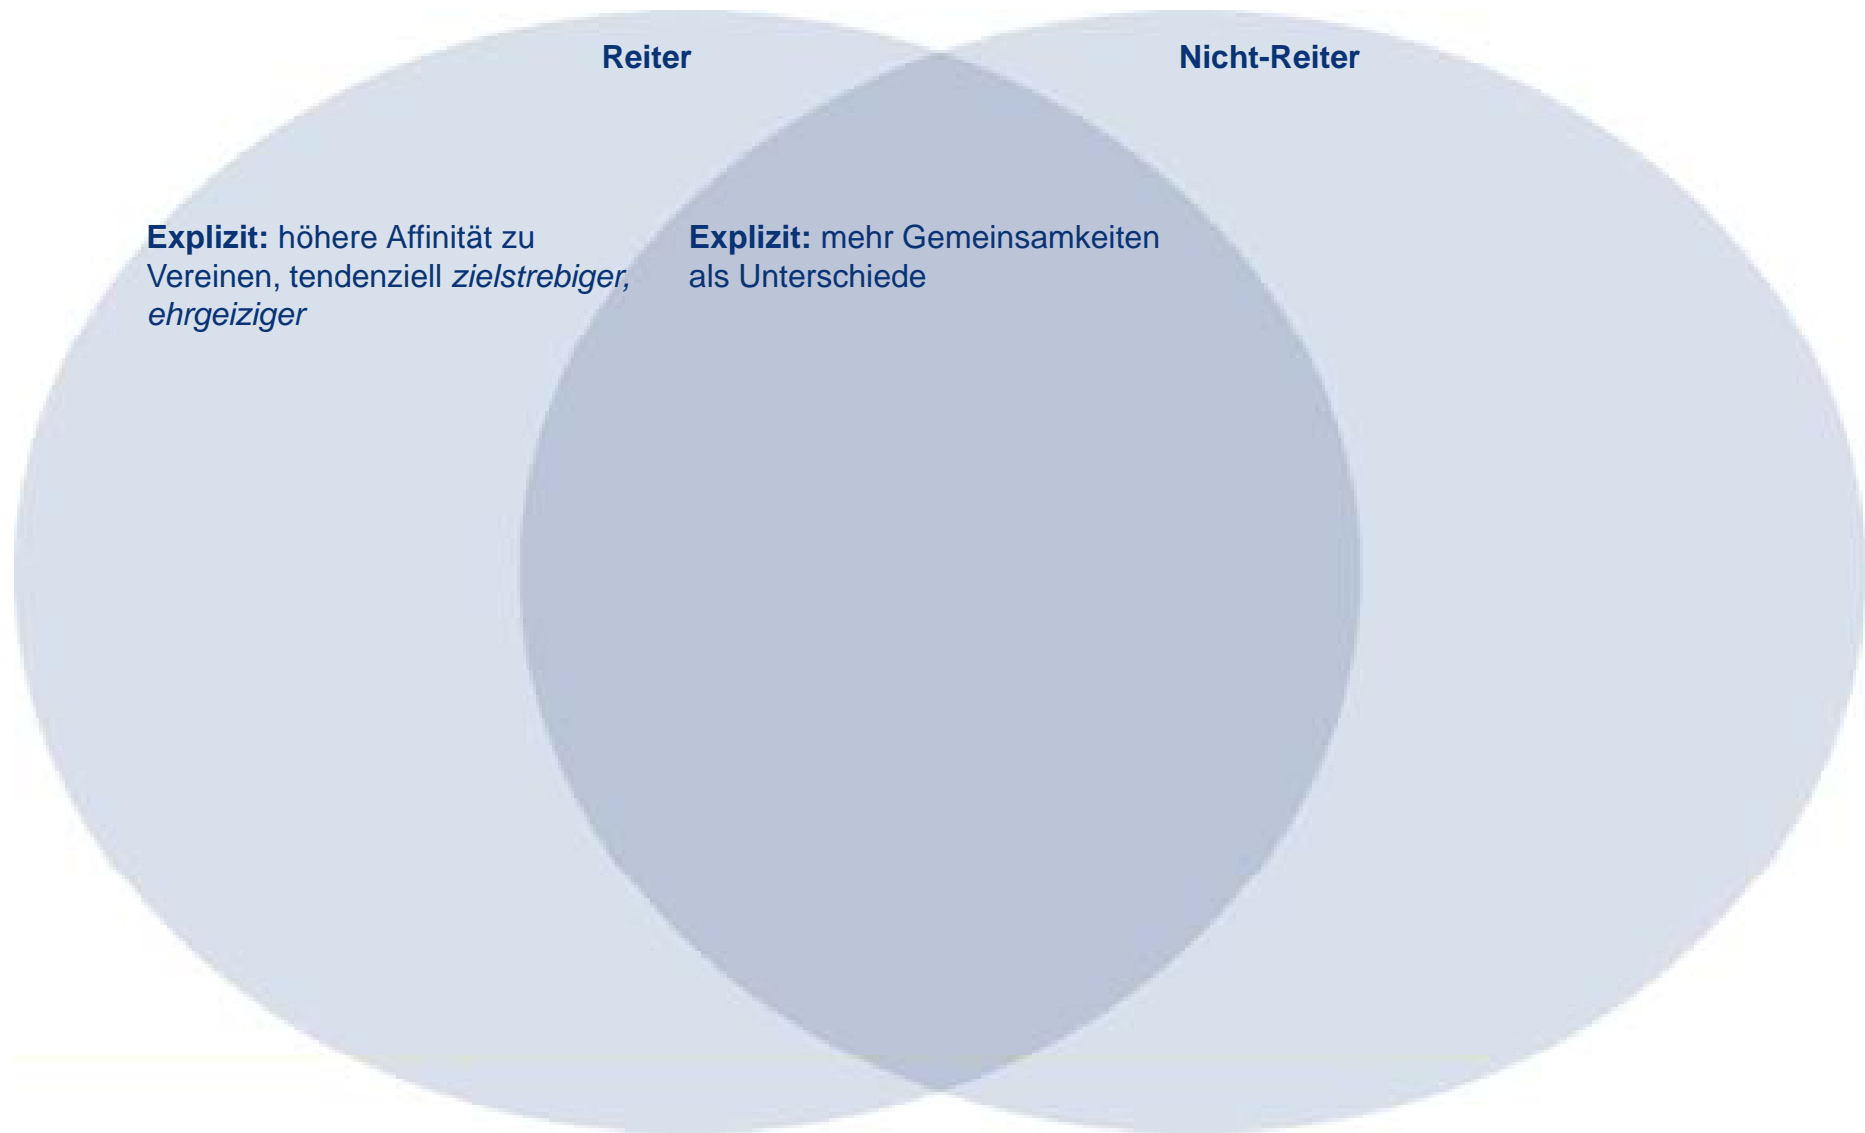 Reiter
Nicht-Reiter
Explizit: höhere Affinität zu
Vereinen, tendenziell zielstrebiger,
ehrgeiziger
Explizit: mehr Gemeinsamkeiten
als Unterschiede